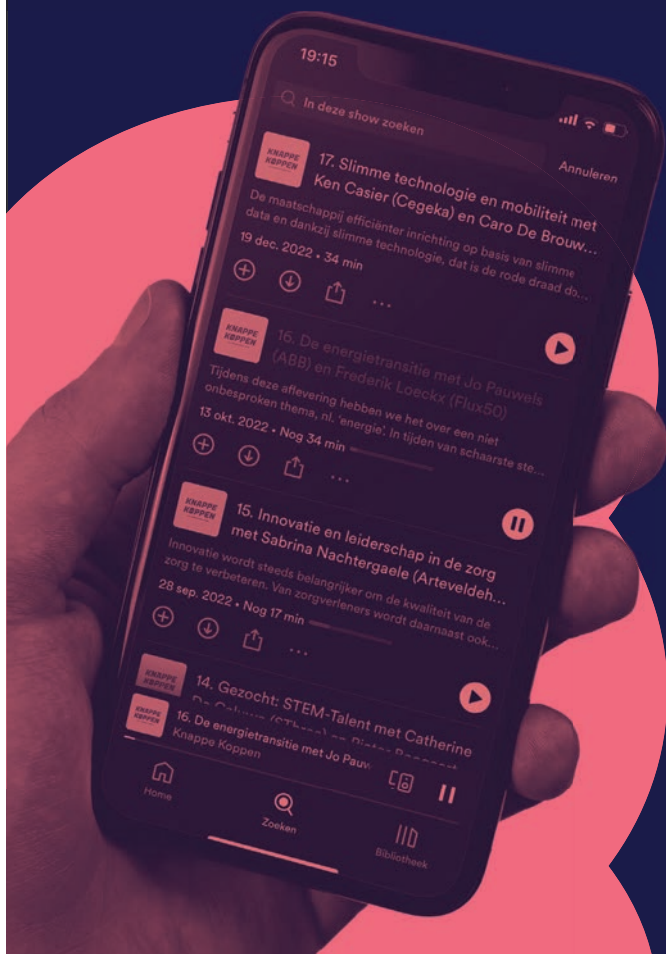 19:15
In deze show zoeken
Annuleren
KNAPPE
KØPPEN
17. Slimme technologie en mobiliteit met
Ken Casier (Cegeka) en Caro De Brouw...
De maatschappij efficiënter inrichting op basis van slimme
data en dankzij slimme technologie, dat is de rode draad do...
19 dec. 2022 • 34 min
KNAPPE
KØPPEN
16. De energietransitie met Jo Pauwels
(ABB) en Frederik Loeckx (Flux50)
Tijdens deze aflevering hebben we het over een niet
onbesproken thema, nl. 'energie'. In tijden van schaarste ste...
13 okt. 2022 • Nog 34 min
KNAPPE
KØPPEN
15. Innovatie en leiderschap in de zorg
met Sabrina Nachtergaele (Arteveldeh...
Innovatie wordt steeds belangrijker om de kwaliteit van de
zorg te verbeteren. Van zorgverleners wordt daarnaast ook...
28 sep. 2022 • Nog 17 min
KNAPPE
KØPPEN
14. Gezocht: STEM-Talent met Catherine
KNAPPE
KØPPEN
16. De energietransitie met Jo Pauw
Knappe Koppen
Home
Zoeken
Bibliotheek